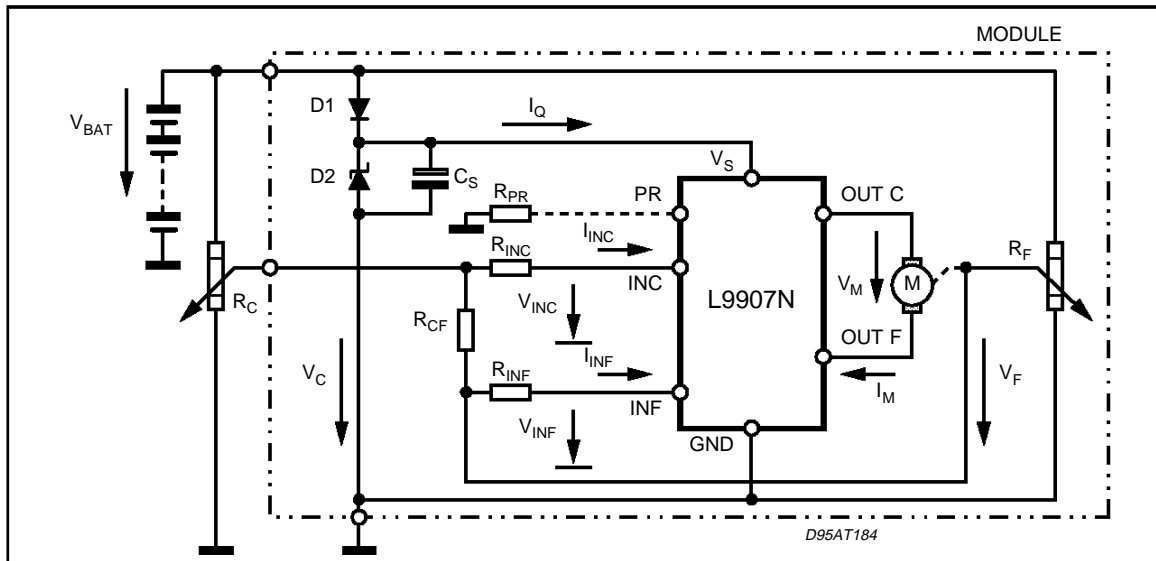 MODULE
D1
I_Q
V_BAT
V_S
D2
C_S
R_PR
PR
OUT C
I_INC
R_INC
R_F
INC
V_M
M
R_C
L9907N
V_INC
R_CF
OUT F
I_INF
V_C
R_INF
V_F
I_M
INF
V_INF
GND
D95AT184